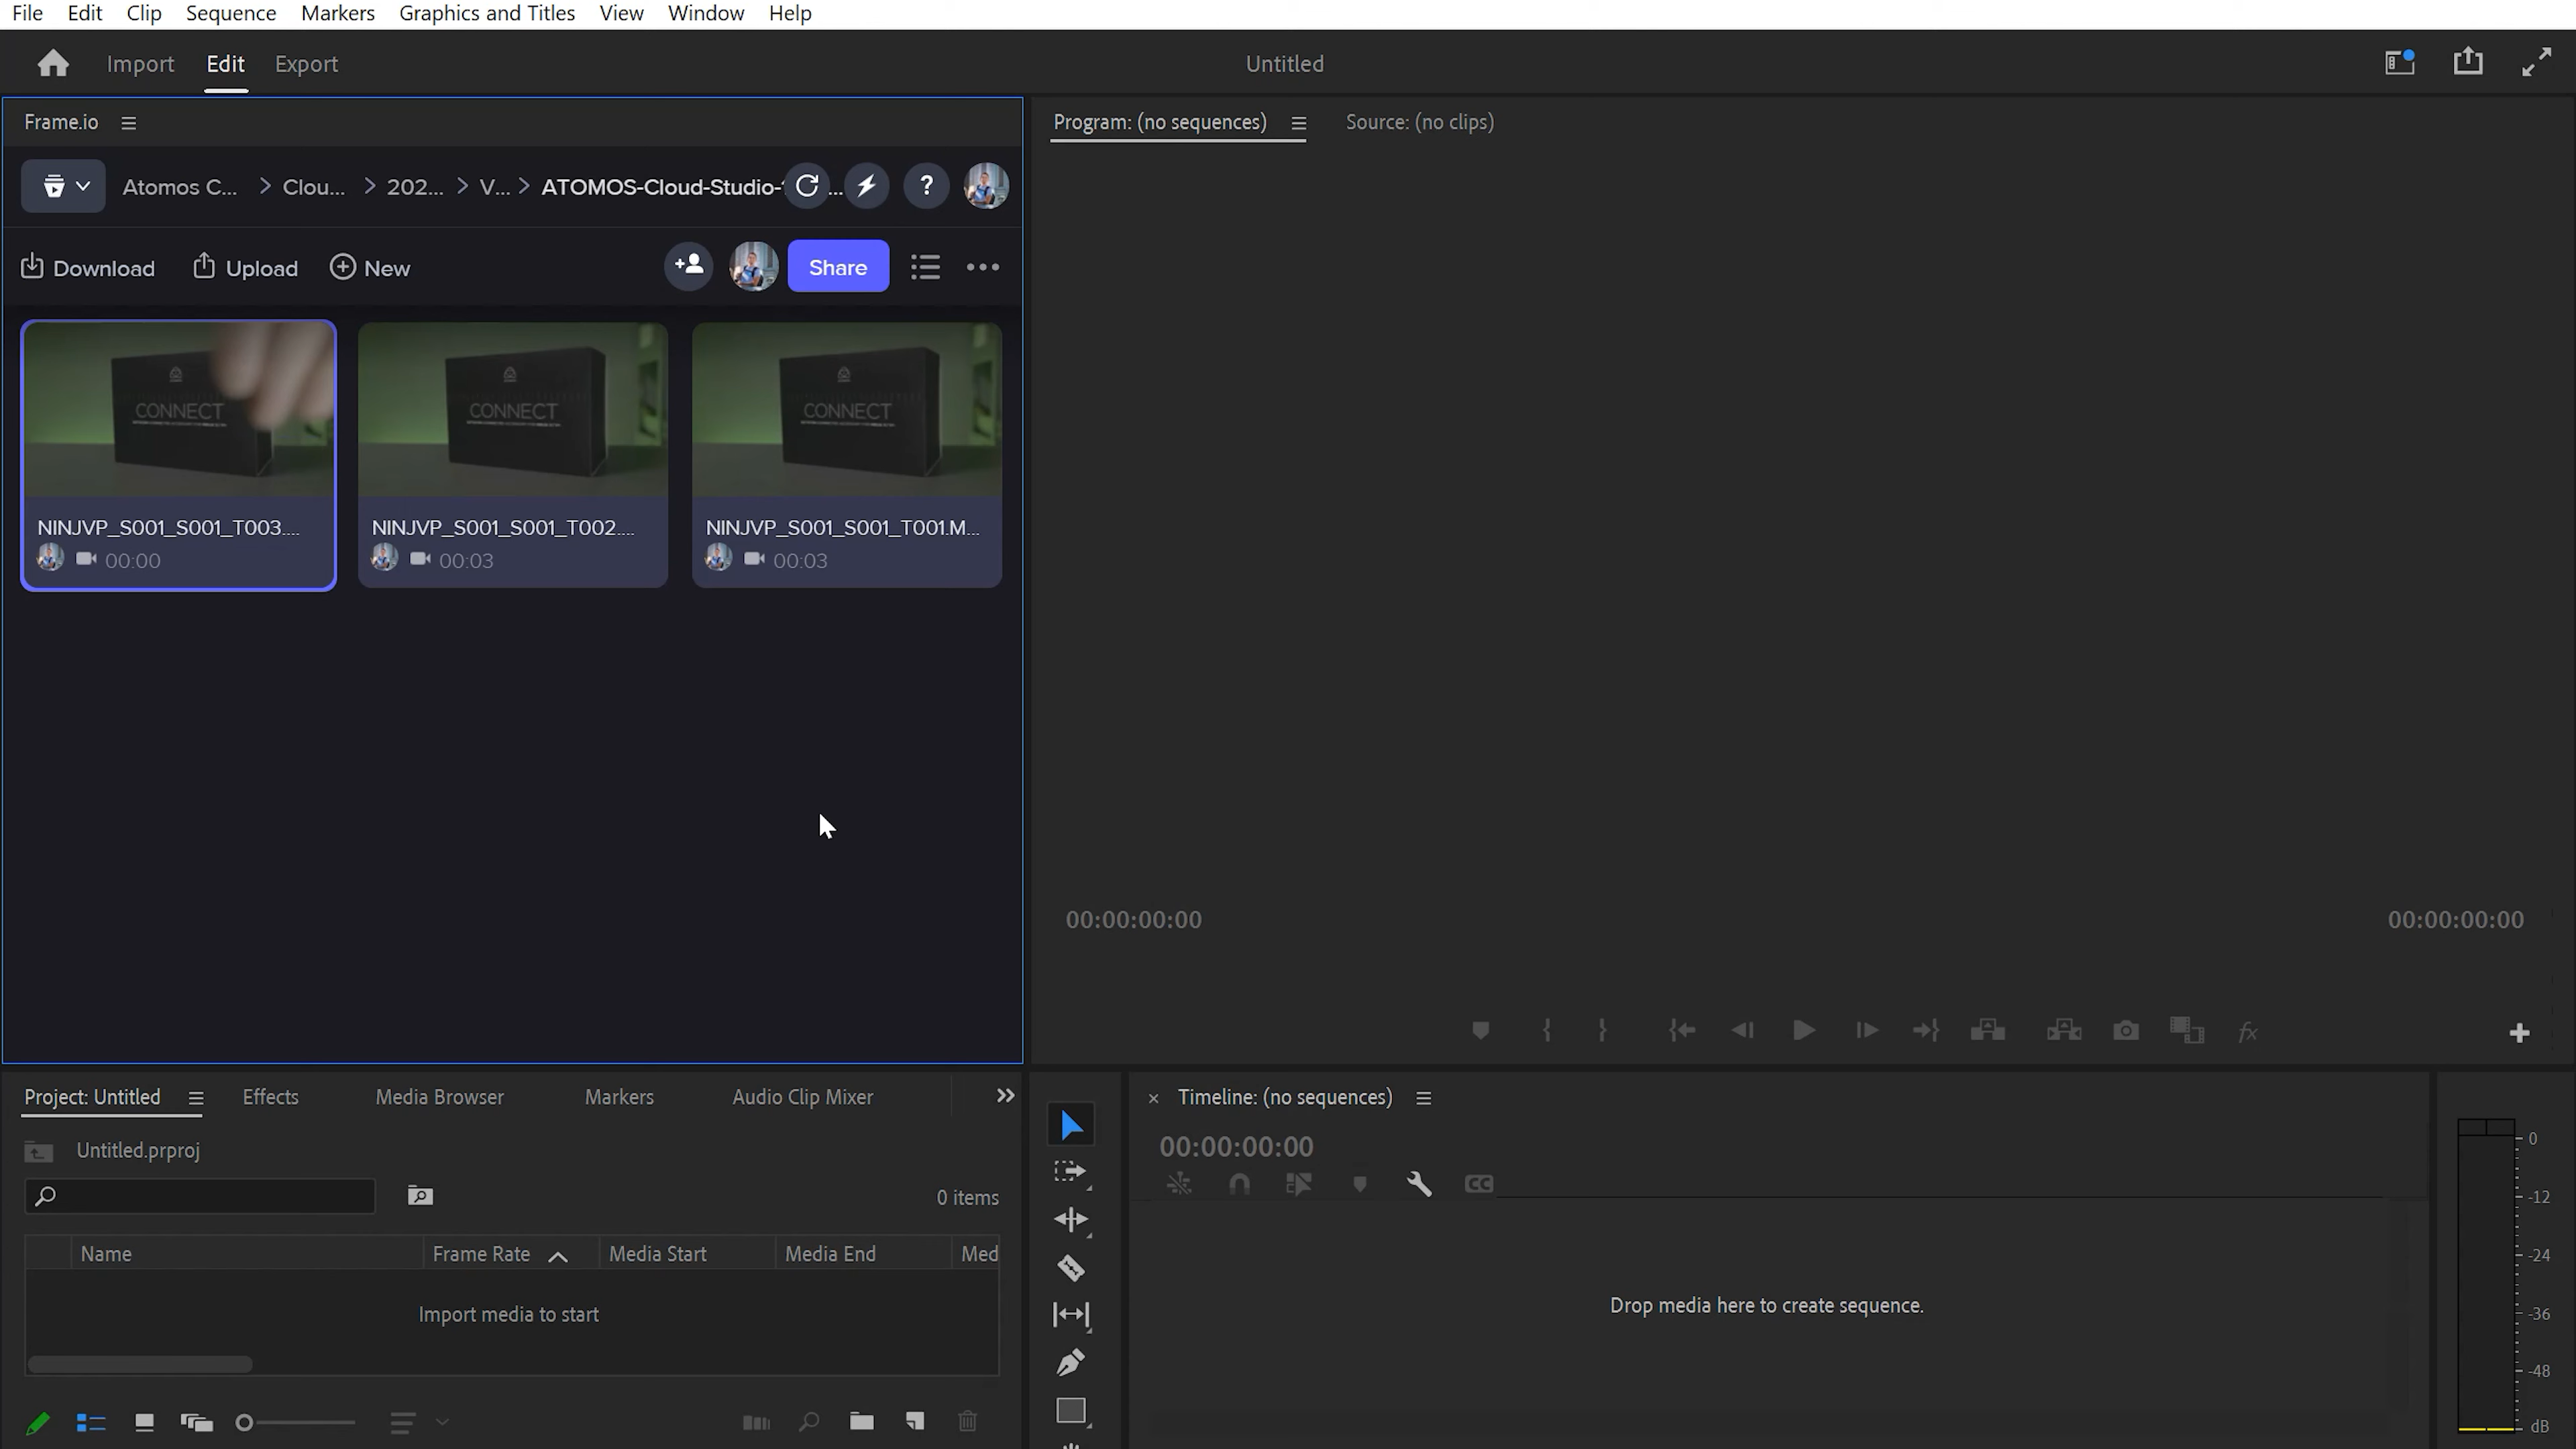 File Edit Clip Sequence Markers Graphics and Titles View Window Help
Import Edit Export Untitled
Frame.io
Program: (no sequences) Source: (no clips)
Atomos C... > Clou... > 202... > V... > ATOMOS-Cloud-Studio- ...
Download Upload New Share
CONNECT
CONNECT
CONNECT
NINJVP_S001_S001_T003....
NINJVP_S001_S001_T002....
NINJVP_S001_S001_T001.M...
00:00
00:03
00:03
00:00:00:00 00:00:00:00
fx
Project: Untitled Effects Media Browser Markers Audio Clip Mixer
Untitled.prproj
0 items
Name Frame Rate Media Start Media End Med
Import media to start
Timeline: (no sequences)
00:00:00:00
CC
Drop media here to create sequence.
0
-12
-24
-36
-48
dB